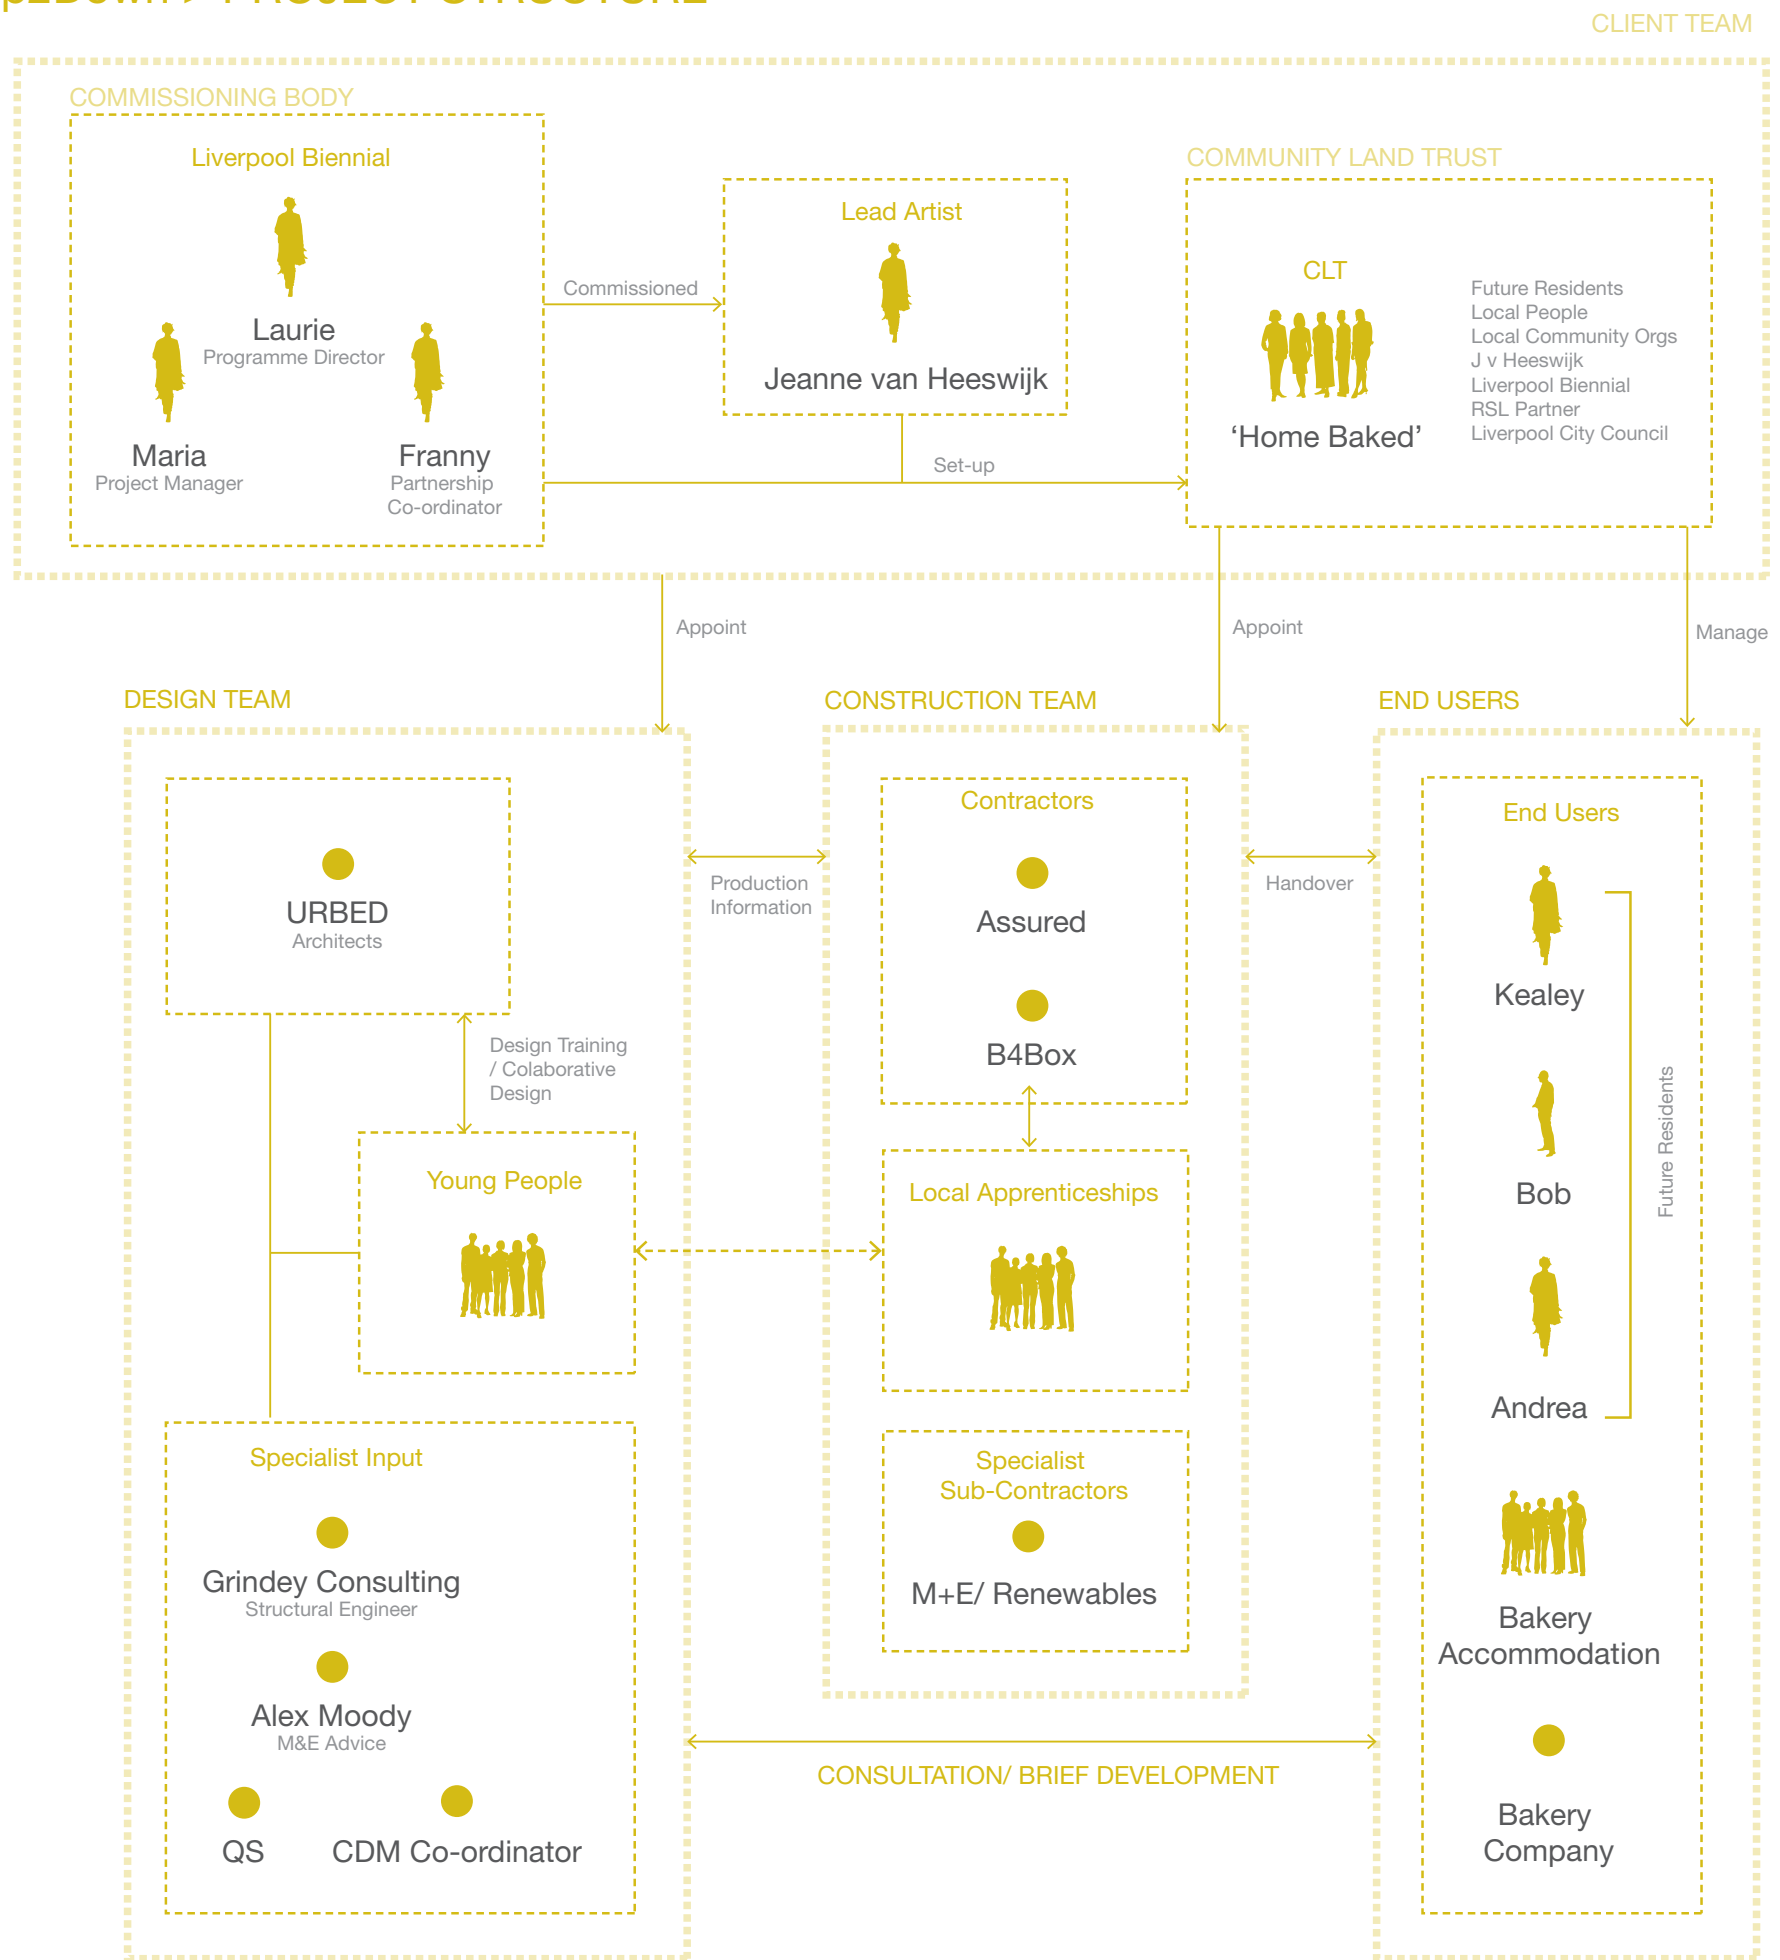 PROJECT STRUCTURE
CLIENT TEAM
COMMISSIONING BODY
Liverpool Biennial
Laurie
Programme Director
Maria
Project Manager
Franny
Partnership
Co-ordinator
Commissioned
Lead Artist
Jeanne van Heeswijk
Set-up
COMMUNITY LAND TRUST
CLT
‘Home Baked’
Future Residents
Local People
Local Community Orgs
J v Heeswijk
Liverpool Biennial
RSL Partner
Liverpool City Council
Appoint
Appoint
Manage
DESIGN TEAM
URBED
Architects
Design Training
/ Colaborative
Design
Young People
Specialist Input
Grindey Consulting
Structural Engineer
Alex Moody
M&E Advice
QS
CDM Co-ordinator
Production
Information
CONSTRUCTION TEAM
Contractors
Assured
B4Box
Local Apprenticeships
Specialist
Sub-Contractors
M+E/ Renewables
Handover
CONSULTATION/ BRIEF DEVELOPMENT
END USERS
End Users
Kealey
Bob
Andrea
Future Residents
Bakery
Accommodation
Bakery
Company